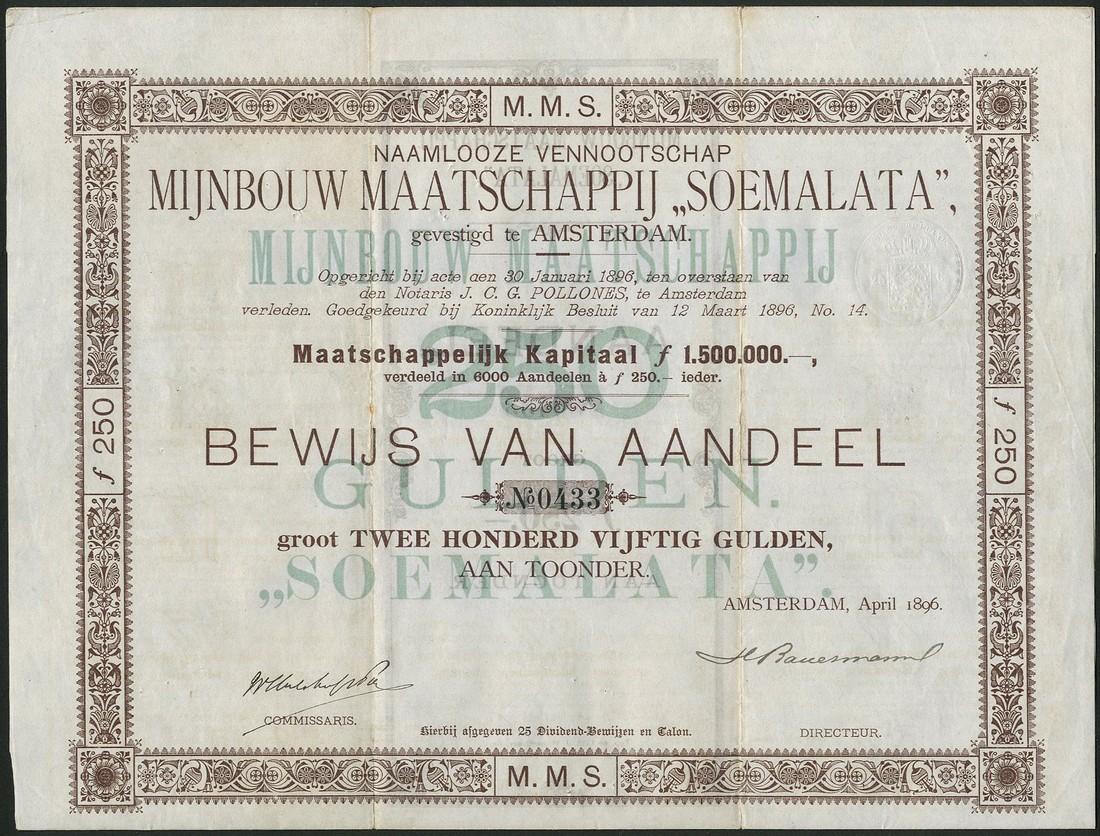 M. M. S.
NAAMLOOZE VENNOOTSCHAP
MIJNBOUW MAATSCHAPPIJ „SOEMALATA”,
gevestigd te AMSTERDAM.
MIJNBOUW MAATSCHAPPIJ
Opgericht bij acte den 30 Januari 1896, ten overstaan van
den Notaris J. C. G. POLLONES, te Amsterdam
verleden. Goedgekeurd bij Koninklijk Besluit van 12 Maart 1896, No. 14.
Maatschappelijk Kapitaal ƒ 1.500.000.—,
verdeeld in 6000 Aandeelen à ƒ 250.— ieder.
250
ƒ 250
ƒ 250
BEWIJS VAN AANDEEL
GULDEN.
No 0433
groot TWEE HONDERD VIJFTIG GULDEN,
AAN TOONDER.
„SOEMALATA”.
AMSTERDAM, April 1896.
COMMISSARIS.
Hierbij afgegeven 25 Dividend-Bewijzen en Talon.
DIRECTEUR.
M. M. S.